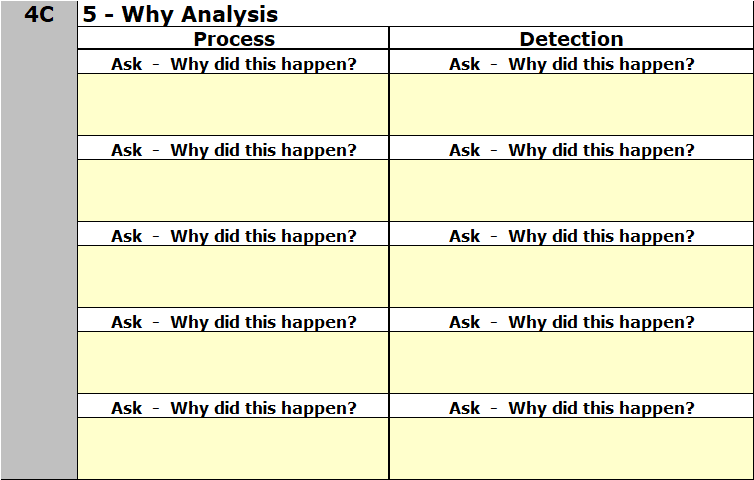 4C 5 - Why Analysis
Process Detection
Ask - Why did this happen? Ask - Why did this happen?
Ask - Why did this happen? Ask - Why did this happen?
Ask - Why did this happen? Ask - Why did this happen?
Ask - Why did this happen? Ask - Why did this happen?
Ask - Why did this happen? Ask - Why did this happen?